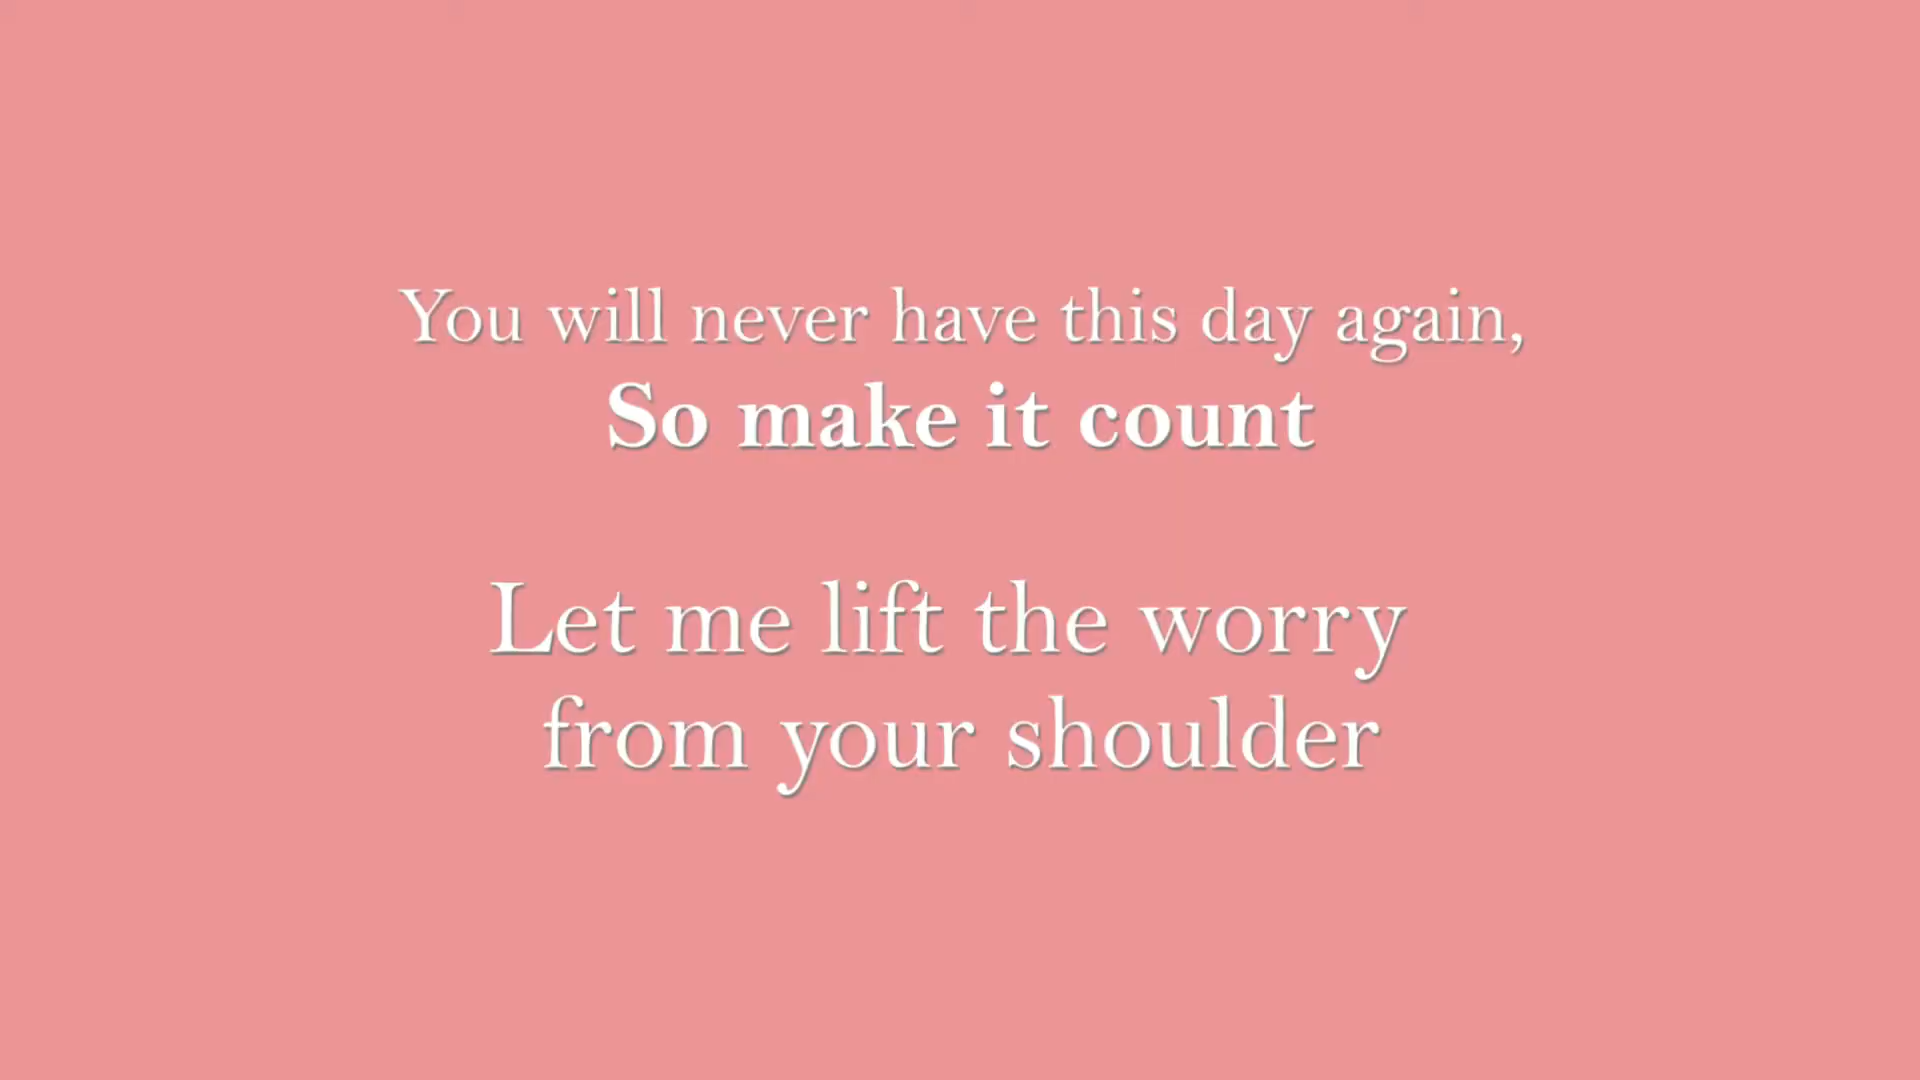 You will never have this day again,
So make it count
Let me lift the worry
from your shoulder